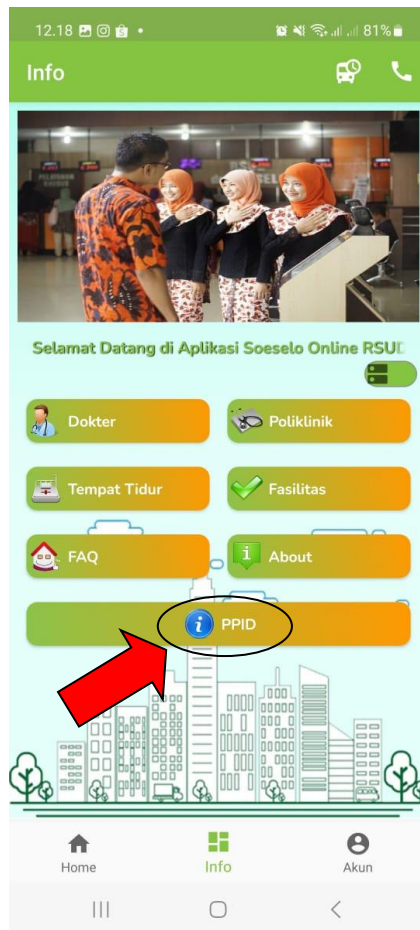 12.18 81%
Info
Selamat Datang di Aplikasi Soeselo Online RSUD
Dokter
Poliklinik
Tempat Tidur
Fasilitas
FAQ
About
PPID
Home
Info
Akun